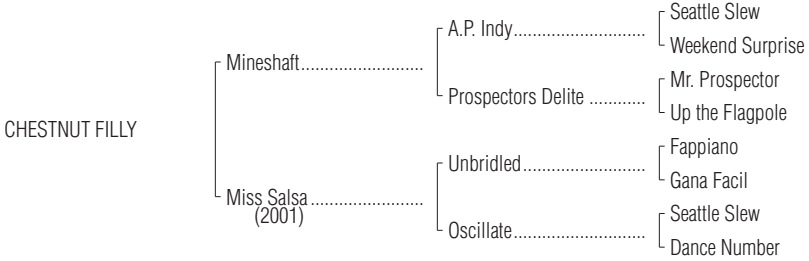 Seattle Slew
A.P. Indy..............................
Weekend Surprise
Mineshaft............................
Mr. Prospector
Prospectors Delite .............
Up the Flagpole
CHESTNUT FILLY
Fappiano
Unbridled............................
Gana Facil
Miss Salsa ..........................
(2001)
Seattle Slew
Oscillate..............................
Dance Number